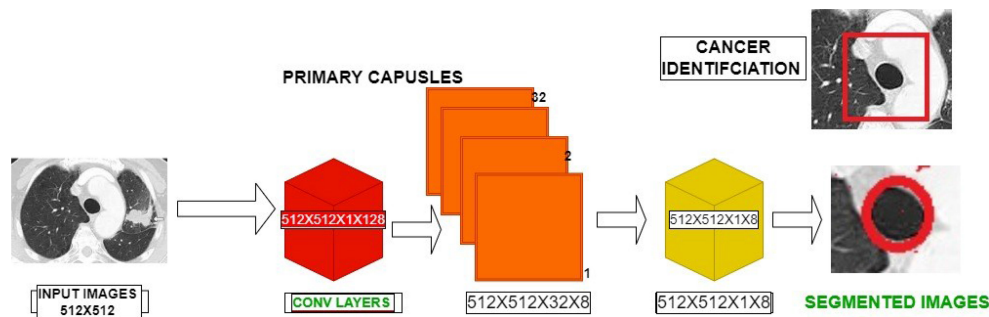 CANCER
IDENTIFCIATION
PRIMARY CAPUSLES
32
2
1
512X512X1X128
512X512X1X8
INPUT IMAGES
512X512
CONV LAYERS
512X512X32X8
512X512X1X8
SEGMENTED IMAGES